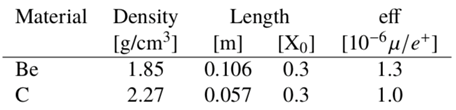 Material Density Length eff
[g/cm³] [m] [X₀] [10⁻⁶μ/e⁺]
Be 1.85 0.106 0.3 1.3
C 2.27 0.057 0.3 1.0